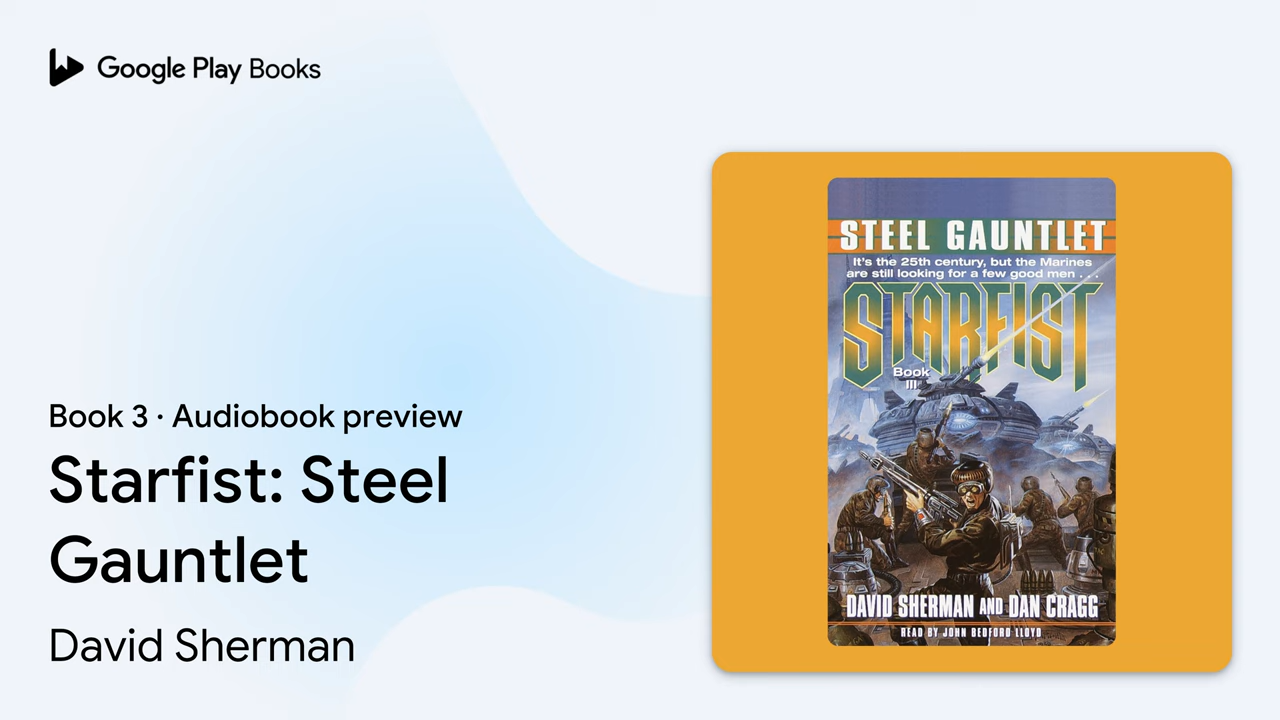 Google Play Books
Book 3 · Audiobook preview
Starfist: Steel
Gauntlet
David Sherman
STEEL GAUNTLET
It's the 25th century, but the Marines
are still looking for a few good men . . .
STARFIST
Book
III
DAVID SHERMAN AND DAN CRAGG
READ BY JOHN BEDFORD LLOYD